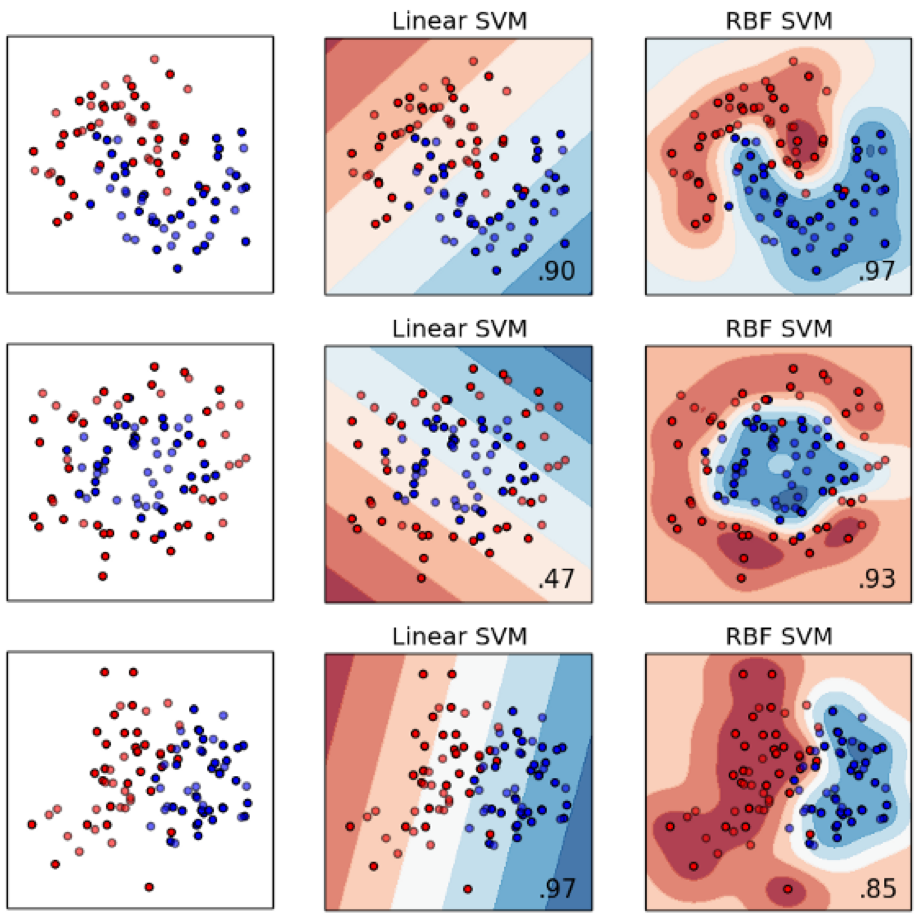 Linear SVM
RBF SVM
.90
.97
Linear SVM
RBF SVM
.47
.93
Linear SVM
RBF SVM
.97
.85